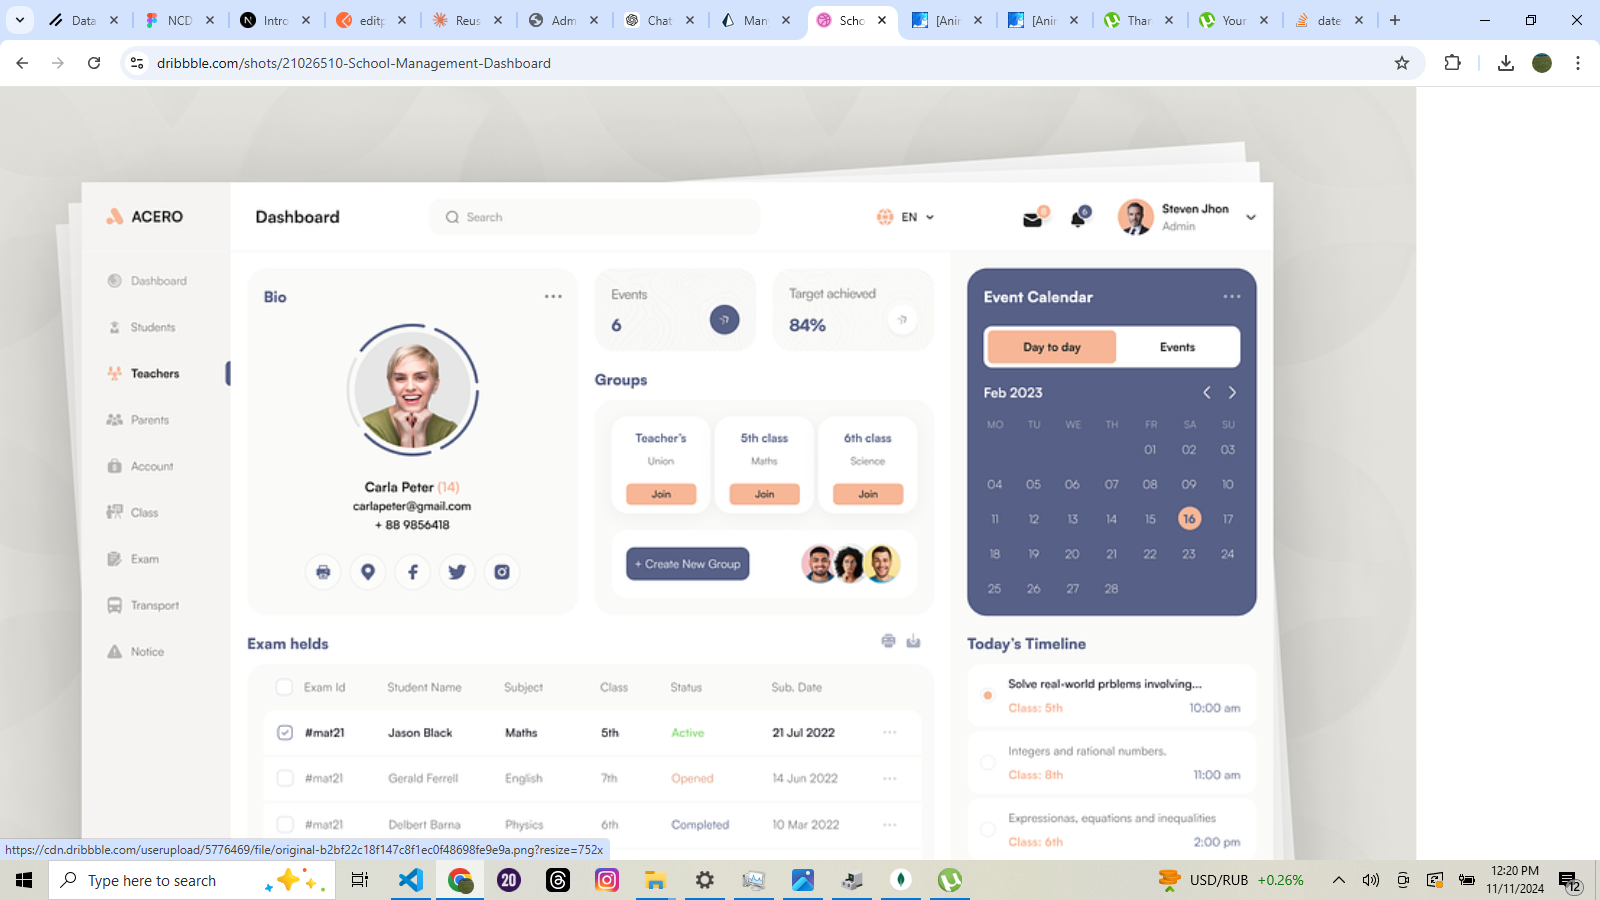 Data
NCD
Intro
editp
Reus
Adm
Chat
Man
Scho
[Anir
[Anir
Than
Your
date
dribbble.com/shots/21026510-School-Management-Dashboard
ACERO
Dashboard
Search
EN
8
6
Steven Jhon
Admin
Dashboard
Students
Teachers
Parents
Account
Class
Exam
Transport
Notice
Bio
Carla Peter (14)
carlapeter@gmail.com
+ 88 9856418
Events
6
Target achieved
84%
Groups
Teacher's
Union
Join
5th class
Maths
Join
6th class
Science
Join
+ Create New Group
Event Calendar
Day to day
Events
Feb 2023
MO TU WE TH FR SA SU
01 02 03
04 05 06 07 08 09 10
11 12 13 14 15 16 17
18 19 20 21 22 23 24
25 26 27 28
Exam helds
Exam Id Student Name Subject Class Status Sub. Date
#mat21 Jason Black Maths 5th Active 21 Jul 2022
#mat21 Gerald Ferrell English 7th Opened 14 Jun 2022
#mat21 Delbert Barna Physics 6th Completed 10 Mar 2022
Today's Timeline
Solve real-world prblems involving...
Class: 5th 10:00 am
Integers and rational numbers.
Class: 8th 11:00 am
Expressionas, equations and inequalities
Class: 6th 2:00 pm
https://cdn.dribbble.com/userupload/5776469/file/original-b2bf22c18f147c8f1ec0f48698fe9e9a.png?resize=752x
Type here to search
20
USD/RUB +0.26%
12:20 PM
11/11/2024
12